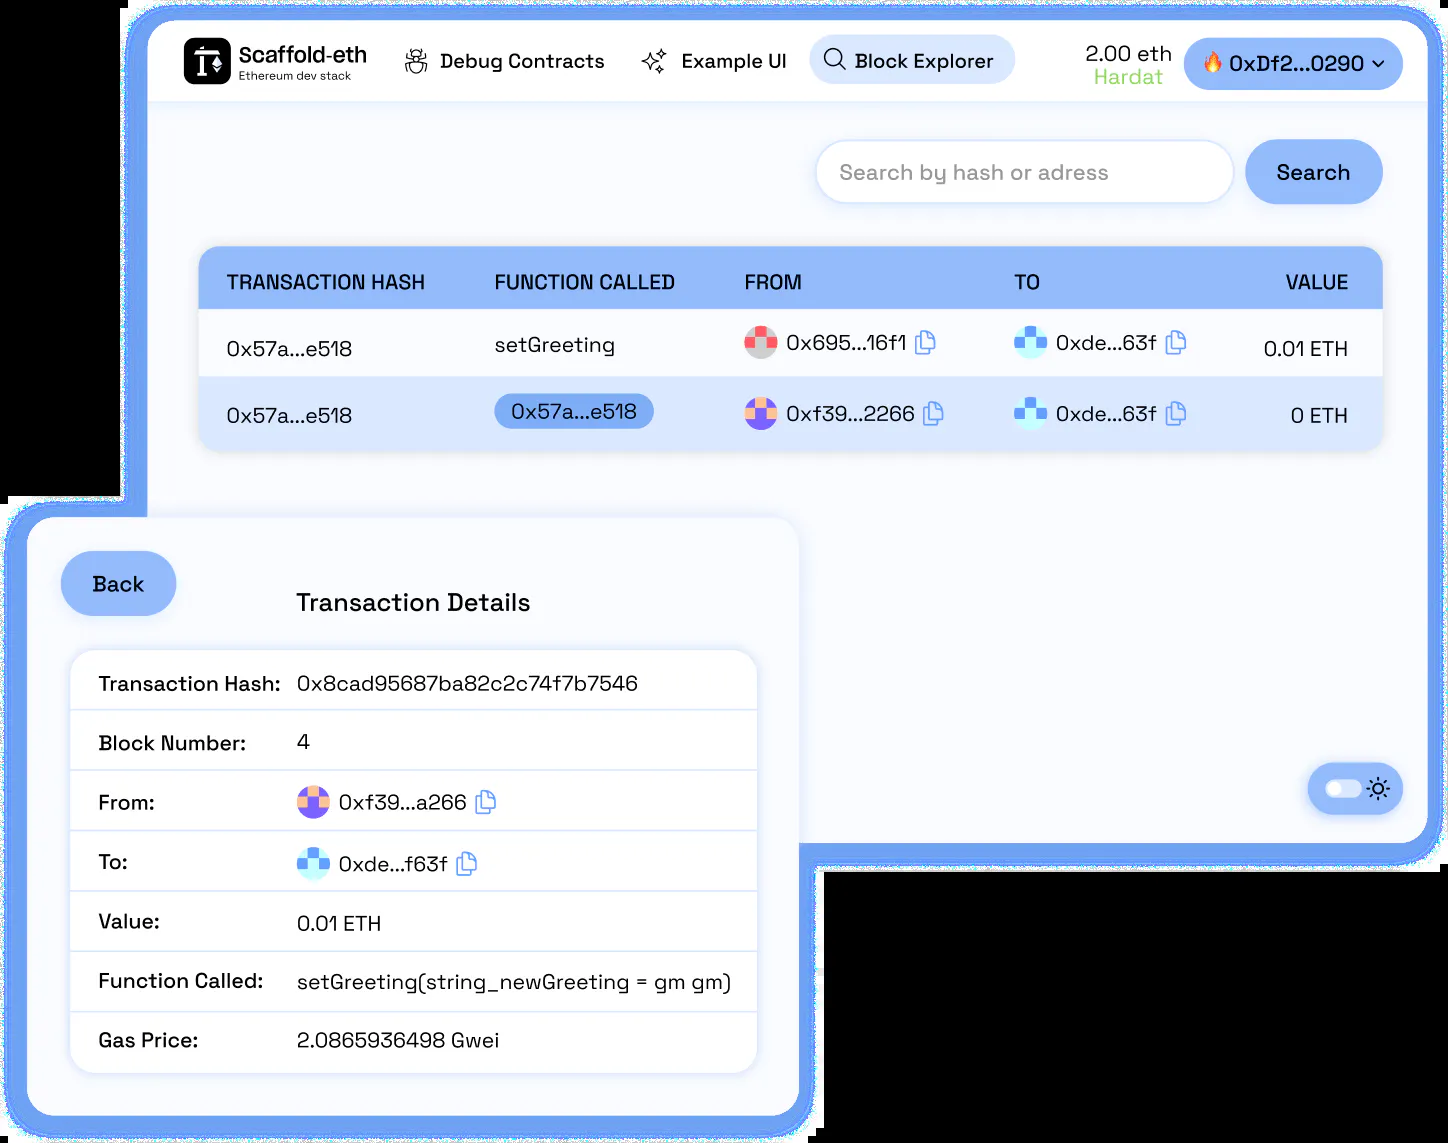 Scaffold-eth
Ethereum dev stack
Debug Contracts
Example UI
Block Explorer
2.00 eth
Hardat
0xDf2...0290
Search by hash or adress
Search
TRANSACTION HASH FUNCTION CALLED FROM TO VALUE
0x57a...e518 setGreeting 0x695...16f1 0xde...63f 0.01 ETH
0x57a...e518 0x57a...e518 0xf39...2266 0xde...63f 0 ETH
Back
Transaction Details
Transaction Hash: 0x8cad95687ba82c2c74f7b7546
Block Number: 4
From: 0xf39...a266
To: 0xde...f63f
Value: 0.01 ETH
Function Called: setGreeting(string_newGreeting = gm gm)
Gas Price: 2.0865936498 Gwei